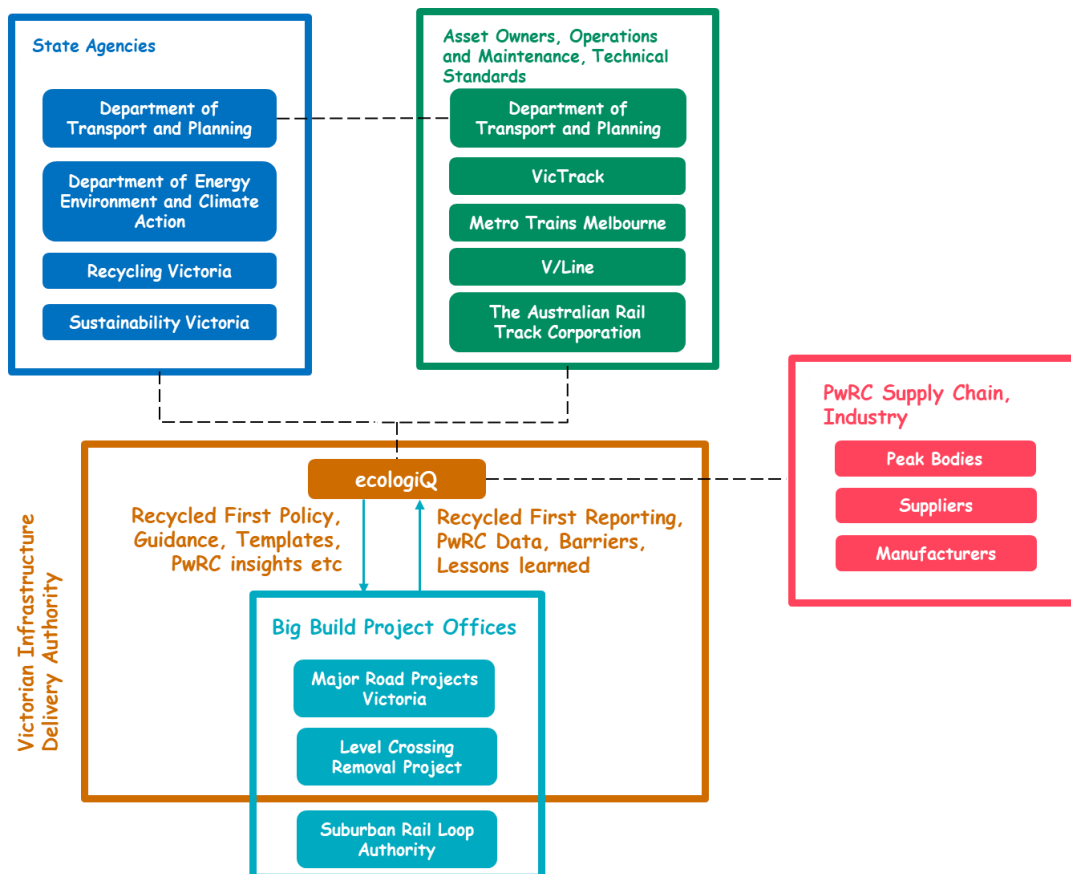 State Agencies
Department of
Transport and Planning
Department of Energy
Environment and Climate
Action
Recycling Victoria
Sustainability Victoria
Asset Owners, Operations
and Maintenance, Technical
Standards
Department of
Transport and Planning
VicTrack
Metro Trains Melbourne
V/Line
The Australian Rail
Track Corporation
PwRC Supply Chain,
Industry
Peak Bodies
Suppliers
Manufacturers
Victorian Infrastructure
Delivery Authority
ecologiQ
Recycled First Policy,
Guidance, Templates,
PwRC insights etc
Recycled First Reporting,
PwRC Data, Barriers,
Lessons learned
Big Build Project Offices
Major Road Projects
Victoria
Level Crossing
Removal Project
Suburban Rail Loop
Authority